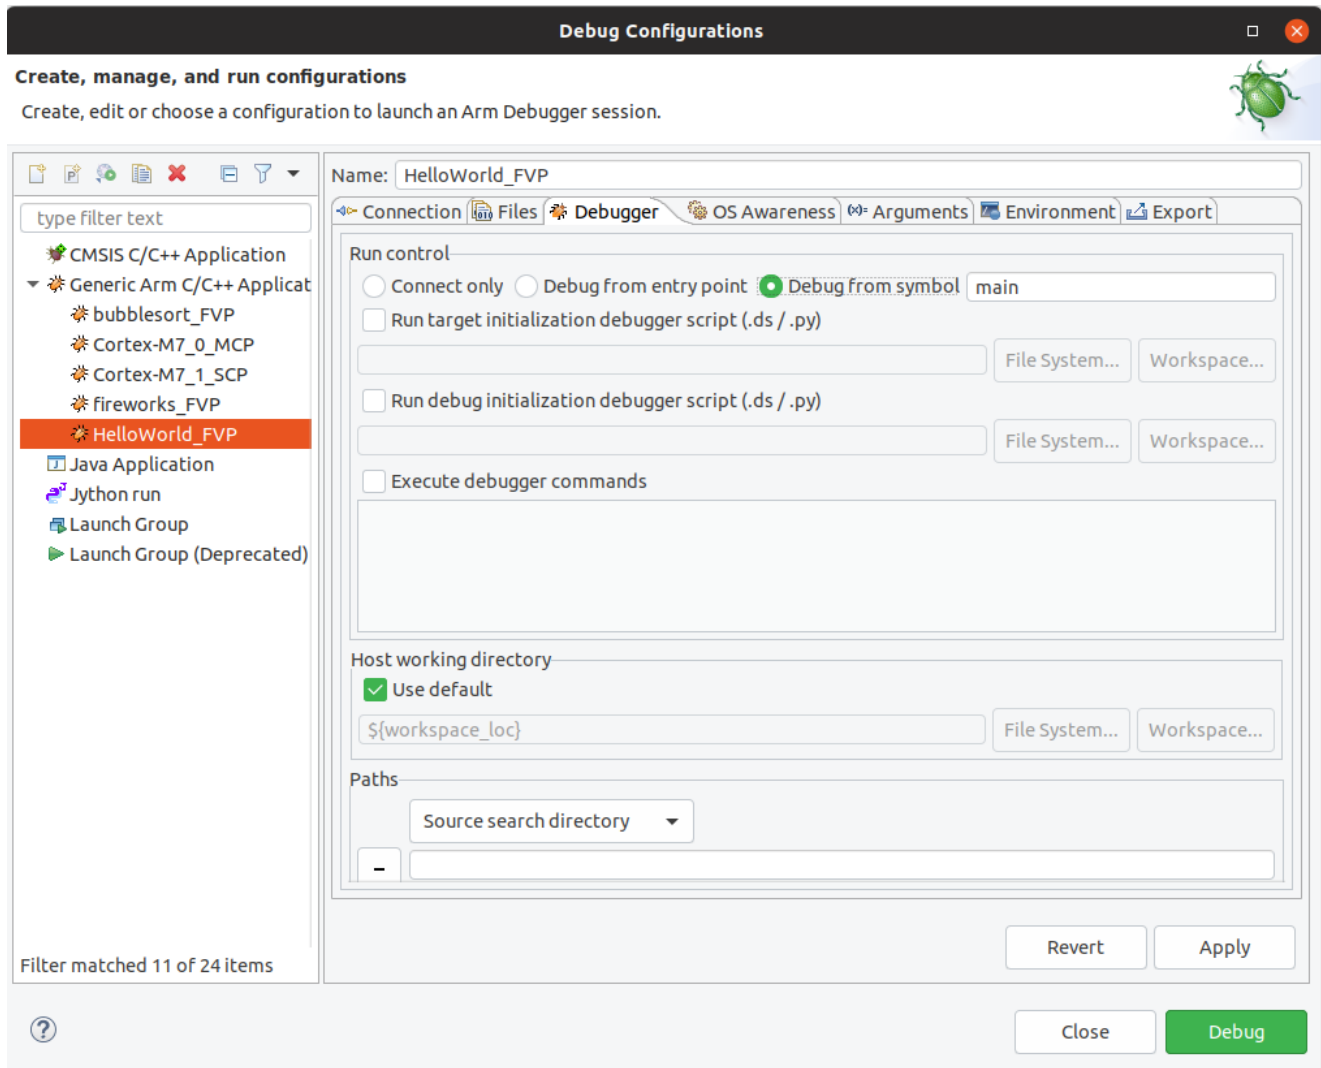 Debug Configurations
Create, manage, and run configurations
Create, edit or choose a configuration to launch an Arm Debugger session.
type filter text
CMSIS C/C++ Application
Generic Arm C/C++ Applicat
bubblesort_FVP
Cortex-M7_0_MCP
Cortex-M7_1_SCP
fireworks_FVP
HelloWorld_FVP
Java Application
Jython run
Launch Group
Launch Group (Deprecated)
Filter matched 11 of 24 items
Name: HelloWorld_FVP
Connection Files Debugger OS Awareness Arguments Environment Export
Run control
Connect only Debug from entry point Debug from symbol main
Run target initialization debugger script (.ds / .py)
File System... Workspace...
Run debug initialization debugger script (.ds / .py)
File System... Workspace...
Execute debugger commands
Host working directory
Use default
${workspace_loc} File System... Workspace...
Paths
Source search directory
-
Revert Apply
? Close Debug